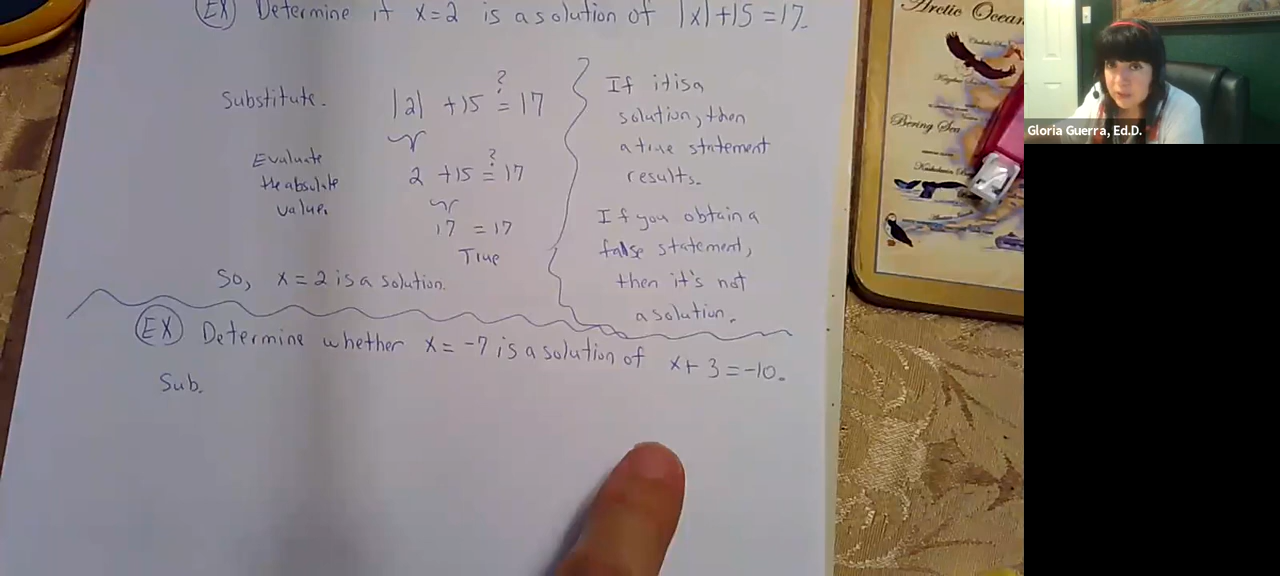 (EX) Determine if x=2 is a solution of |x|+15=17.
Substitute. |2| +15 ?= 17
Evaluate
the absolute
value.
2 +15 ?= 17
17 = 17
True
So, x=2 is a solution.
If it is a
solution, then
a true statement
results.
If you obtain a
false statement,
then it's not
a solution.
(EX) Determine whether x= -7 is a solution of x+3=-10.
Sub.
Arctic Ocean
Bering Sea
Gloria Guerra, Ed.D.